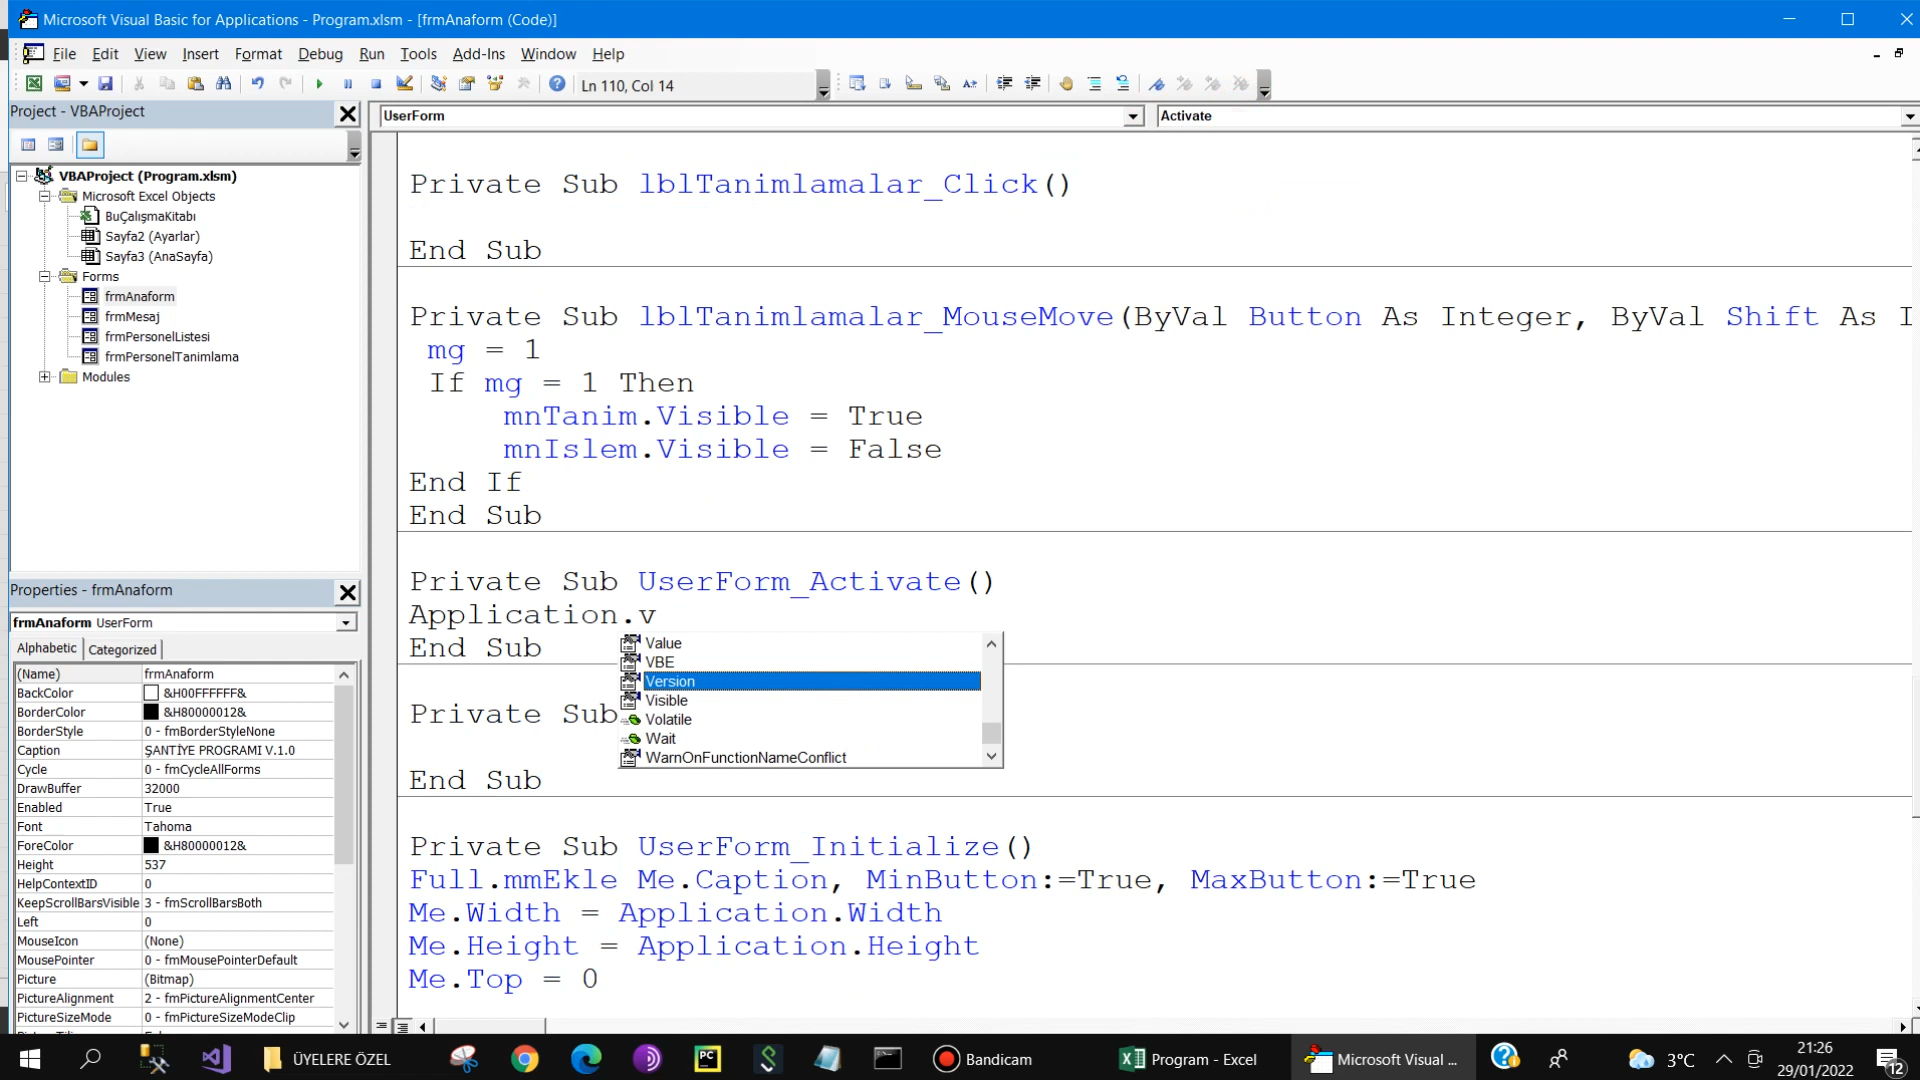 Microsoft Visual Basic for Applications - Program.xlsm - [frmAnaform (Code)]
File Edit View Insert Format Debug Run Tools Add-Ins Window Help
Ln 110, Col 14
Project - VBAProject
UserForm
Activate
VBAProject (Program.xlsm)
Microsoft Excel Objects
BuÇalışmaKitabı
Sayfa2 (Ayarlar)
Sayfa3 (AnaSayfa)
Forms
frmAnaform
frmMesaj
frmPersonelListesi
frmPersonelTanimlama
Modules
Private Sub lblTanimlamalar_Click()
End Sub
Private Sub lblTanimlamalar_MouseMove(ByVal Button As Integer, ByVal Shift As I
mg = 1
If mg = 1 Then
mnTanim.Visible = True
mnIslem.Visible = False
End If
End Sub
Private Sub UserForm_Activate()
Application.v
End Sub
Value
VBE
Version
Visible
Volatile
Wait
WarnOnFunctionNameConflict
Private Sub
End Sub
Private Sub UserForm_Initialize()
Full.mmEkle Me.Caption, MinButton:=True, MaxButton:=True
Me.Width = Application.Width
Me.Height = Application.Height
Me.Top = 0
Properties - frmAnaform
frmAnaform UserForm
Alphabetic Categorized
(Name) frmAnaform
BackColor &H00FFFFFF&
BorderColor &H80000012&
BorderStyle 0 - fmBorderStyleNone
Caption ŞANTİYE PROGRAMI V.1.0
Cycle 0 - fmCycleAllForms
DrawBuffer 32000
Enabled True
Font Tahoma
ForeColor &H80000012&
Height 537
HelpContextID 0
KeepScrollBarsVisible 3 - fmScrollBarsBoth
Left 0
MouseIcon (None)
MousePointer 0 - fmMousePointerDefault
Picture (Bitmap)
PictureAlignment 2 - fmPictureAlignmentCenter
PictureSizeMode 0 - fmPictureSizeModeClip
ÜYELERE ÖZEL
PC
Bandicam
Program - Excel
Microsoft Visual ...
3°C
21:26
29/01/2022
12